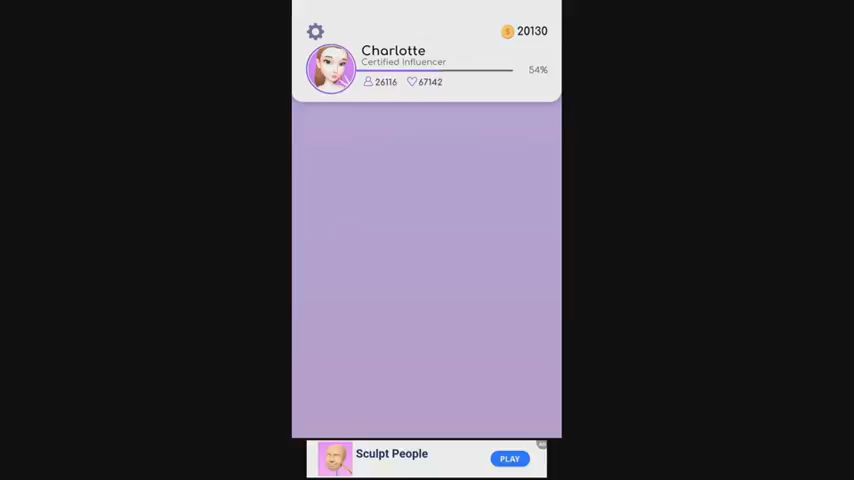 20130
Charlotte
Certified Influencer
54%
26116 67142
Sculpt People
PLAY